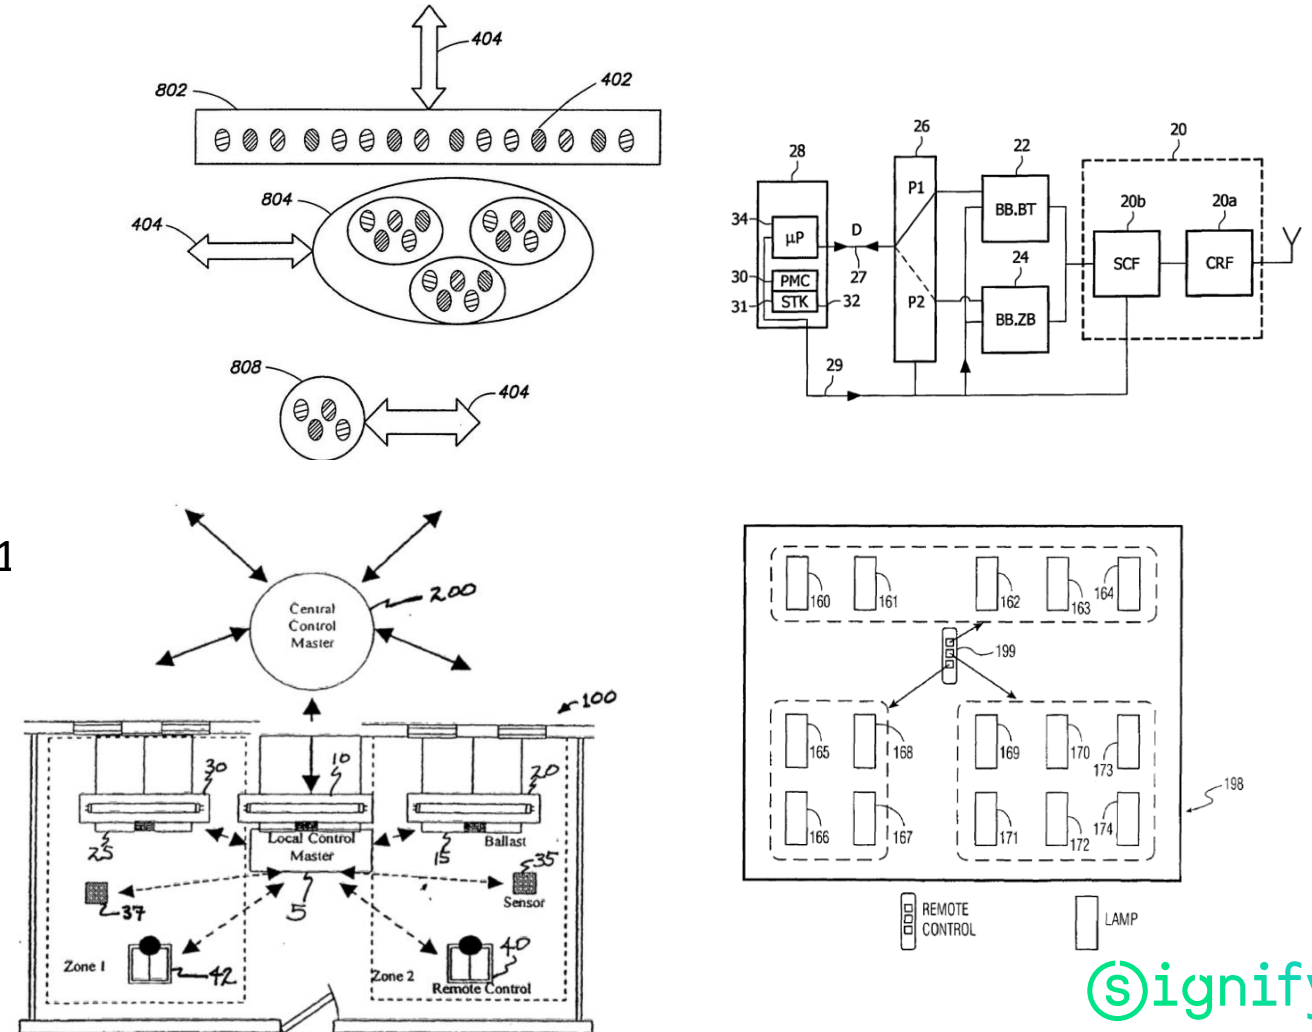 404
802
402
804
404
808
404
26
20
22
28
34
P1
BB.BT
20b
20a
µP
D
SCF
CRF
24
30
PMC
27
31
STK
32
P2
BB.ZB
29
1
Central
Control
Master
200
100
30
10
20
Local Control
Master
25
15
Ballast
35
37
5
Sensor
Zone 1
42
Zone 2
40
Remote Control
160
161
162
163
164
199
165
168
169
170
173
166
167
171
172
174
198
REMOTE
CONTROL
LAMP
Signify